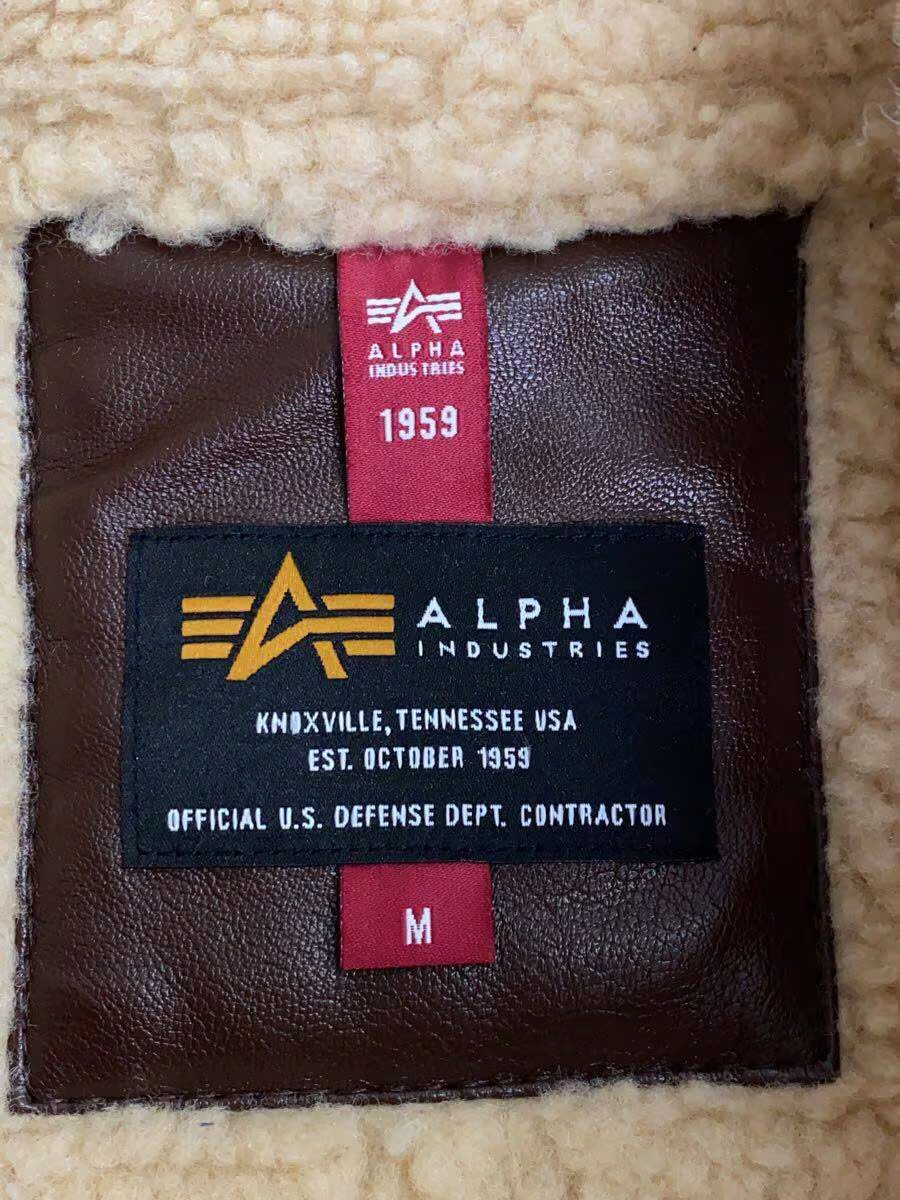 ALPHA
INDUSTRIES
1959
ALPHA
INDUSTRIES
KNOXVILLE, TENNESSEE USA
EST. OCTOBER 1959
OFFICIAL U.S. DEFENSE DEPT. CONTRACTOR
M